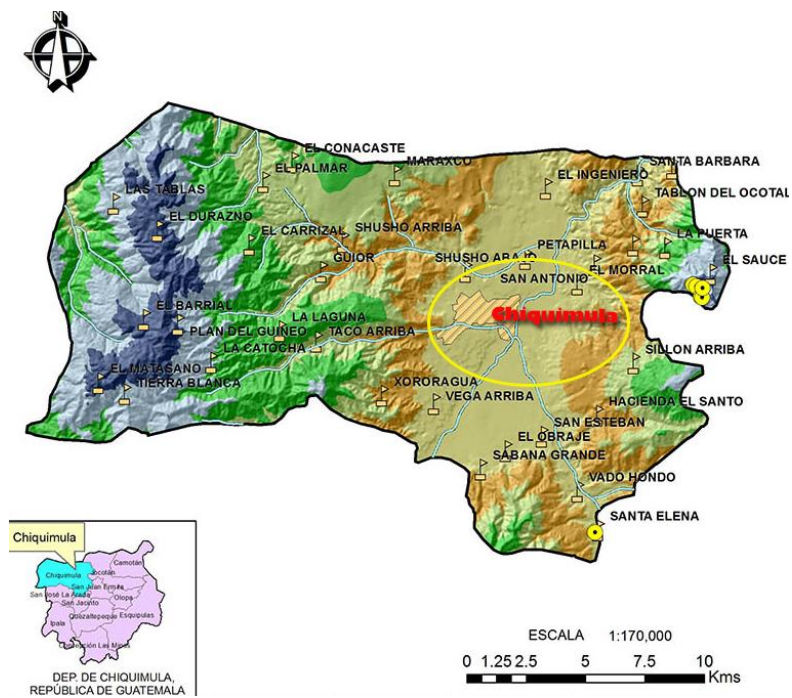 EL CONACASTE
MARAXCO
SANTA BARBARA
EL PALMAR
EL INGENIERO
LAS TABLAS
TABLON DEL OCOTAL
EL DURAZNO
EL CARRIZAL
SHUSHO ARRIBA
LA PUERTA
PETAPILLA
GUIOR
SHUSHO ABAJO
EL SAUCE
SAN ANTONIO
EL MORRAL
EL BARRIAL
LA LAGUNA
Chiquimula
PLAN DEL GUINEO
TACO ARRIBA
LA CATOCHA
SILLON ARRIBA
EL MATASANO
TIERRA BLANCA
XORORAGUA
VEGA ARRIBA
HACIENDA EL SANTO
SAN ESTEBAN
EL OBRAJE
SABANA GRANDE
VADO HONDO
SANTA ELENA
Chiquimula
Camotán
Chiquimula
Jocotán
San Juan Ermita
San José La Arada
Olopa
San Jacinto
Quezaltepeque
Esquipulas
Ipala
Concepción Las Minas
DEP. DE CHIQUIMULA,
REPÚBLICA DE GUATEMALA
ESCALA 1:170,000
0 1.25 2.5 5 7.5 10
Kms